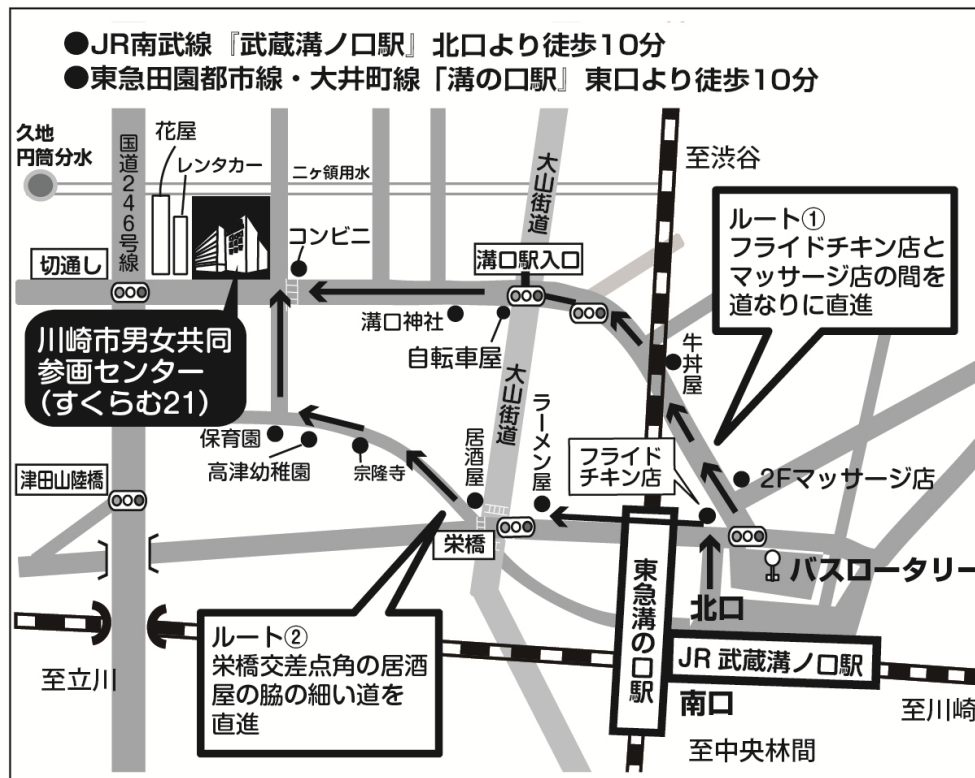 ●JR南武線『武蔵溝ノ口駅』北口より徒歩10分
●東急田園都市線・大井町線「溝の口駅」東口より徒歩10分
久地
円筒分水
国道246号線
花屋
レンタカー
二ヶ領用水
大山街道
至渋谷
コンビニ
切通し
溝口駅入口
ルート①
フライドチキン店と
マッサージ店の間を
道なりに直進
川崎市男女共同
参画センター
(すくらむ21)
溝口神社
自転車屋
牛丼屋
大山街道
ラーメン屋
居酒屋
保育園
高津幼稚園
宗隆寺
フライド
チキン店
2Fマッサージ店
津田山陸橋
栄橋
バスロータリー
北口
東急溝の口駅
ルート②
栄橋交差点角の居酒
屋の脇の細い道を
直進
JR 武蔵溝ノ口駅
南口
至立川
至川崎
至中央林間